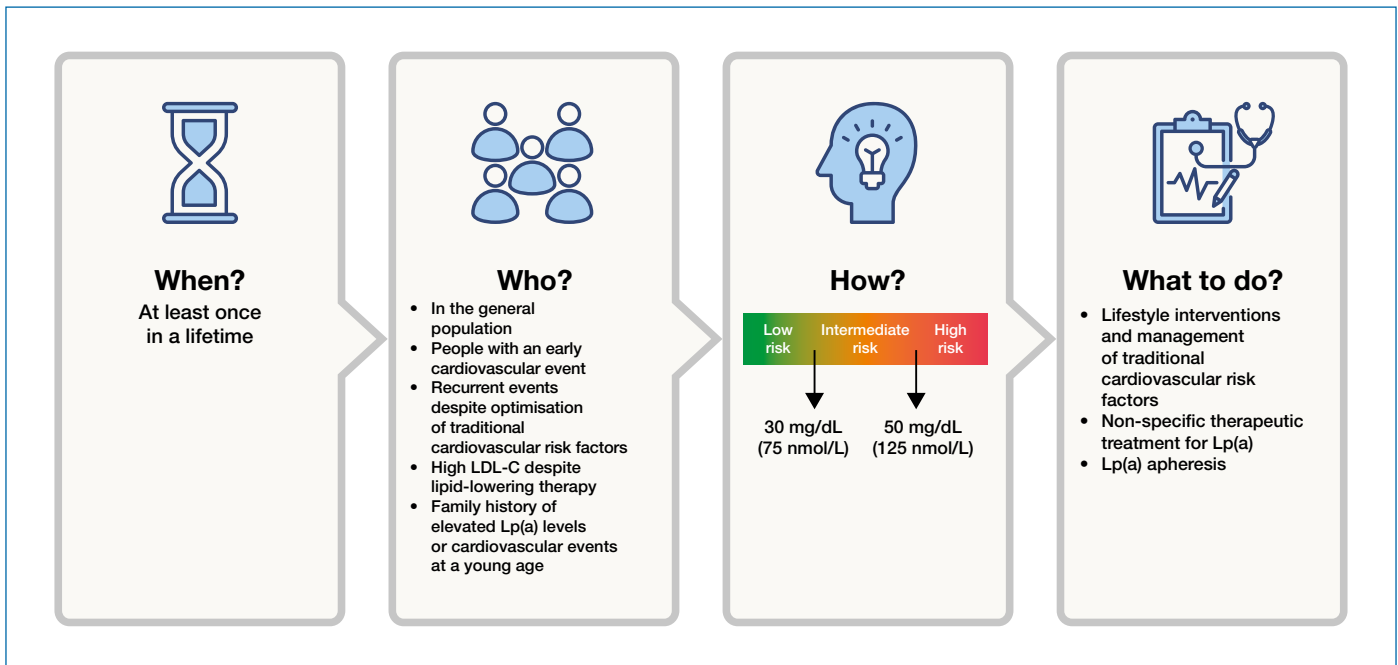 When?
At least once
in a lifetime
Who?
• In the general
population
• People with an early
cardiovascular event
• Recurrent events
despite optimisation
of traditional
cardiovascular risk factors
• High LDL-C despite
lipid-lowering therapy
• Family history of
elevated Lp(a) levels
or cardiovascular events
at a young age
How?
Low
risk
Intermediate
risk
High
risk
30 mg/dL
(75 nmol/L)
50 mg/dL
(125 nmol/L)
What to do?
• Lifestyle interventions
and management
of traditional
cardiovascular risk
factors
• Non-specific therapeutic
treatment for Lp(a)
• Lp(a) apheresis